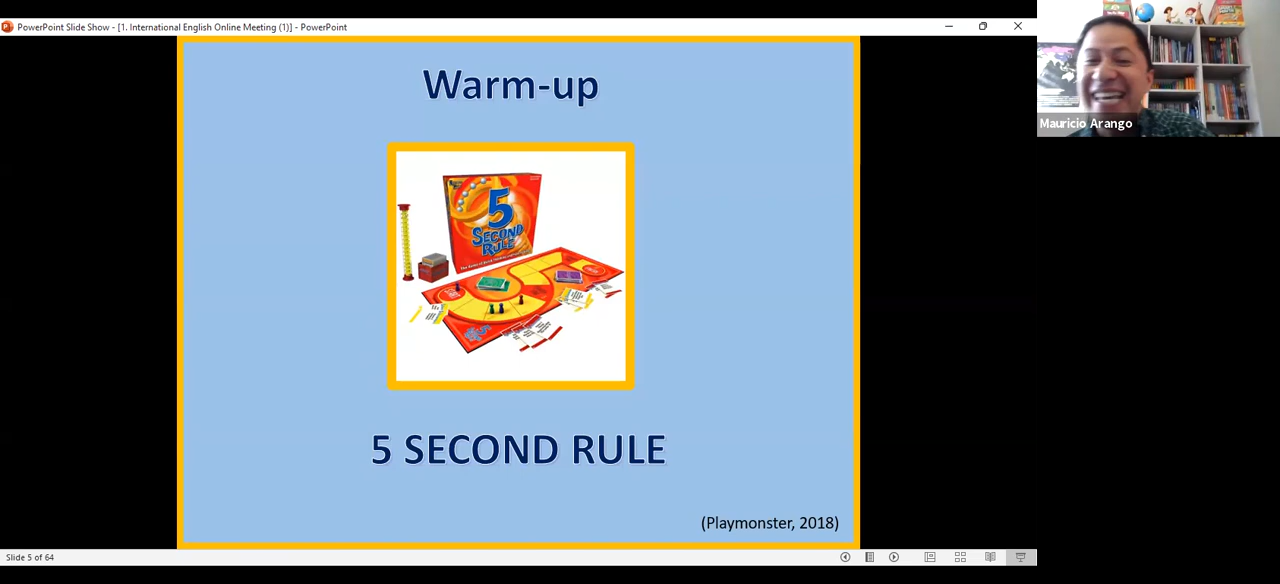 PowerPoint Slide Show - [1. International English Online Meeting (1)] - PowerPoint
Warm-up
5
SECOND
RULE
5 SECOND RULE
(Playmonster, 2018)
Slide 5 of 64
Mauricio Arango